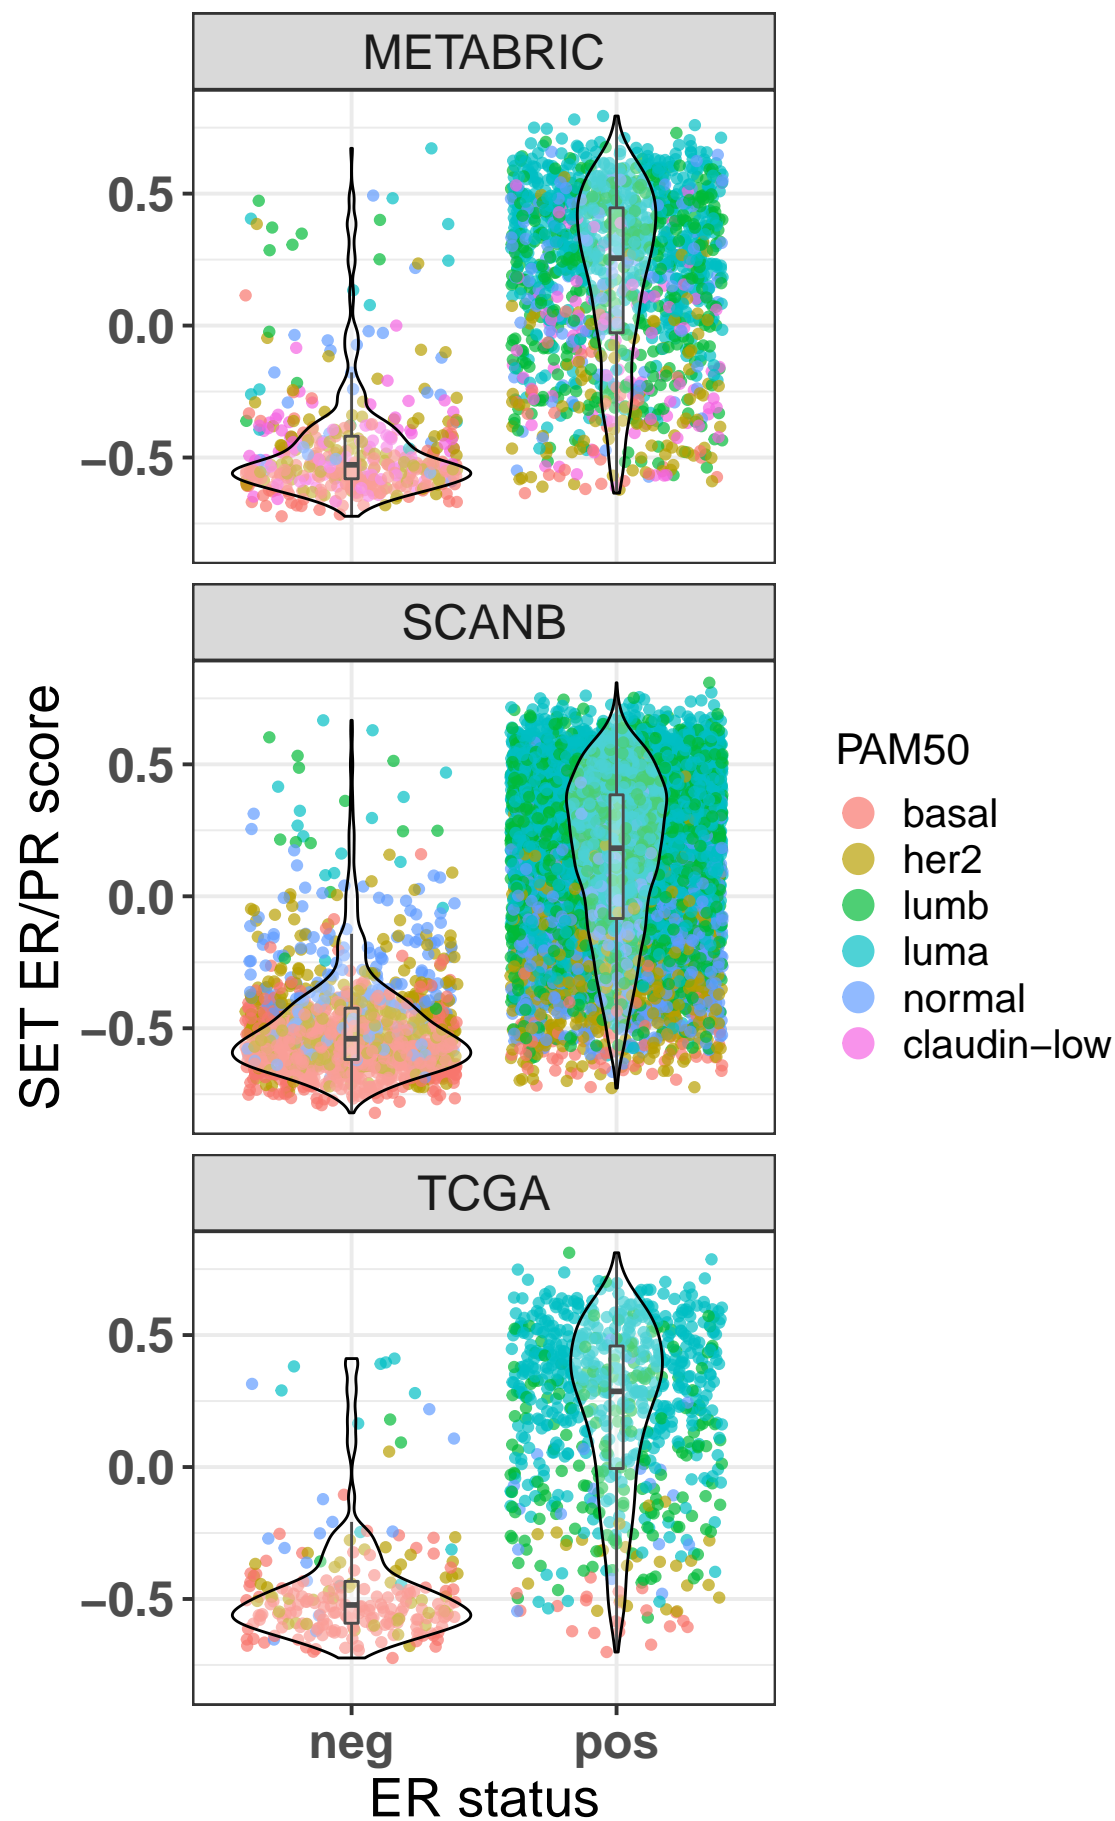 METABRIC
0.5
0.0
−0.5
SCANB
0.5
0.0
−0.5
TCGA
0.5
0.0
−0.5
neg
pos
ER status
SET ER/PR score
PAM50
basal
her2
lumb
luma
normal
claudin−low